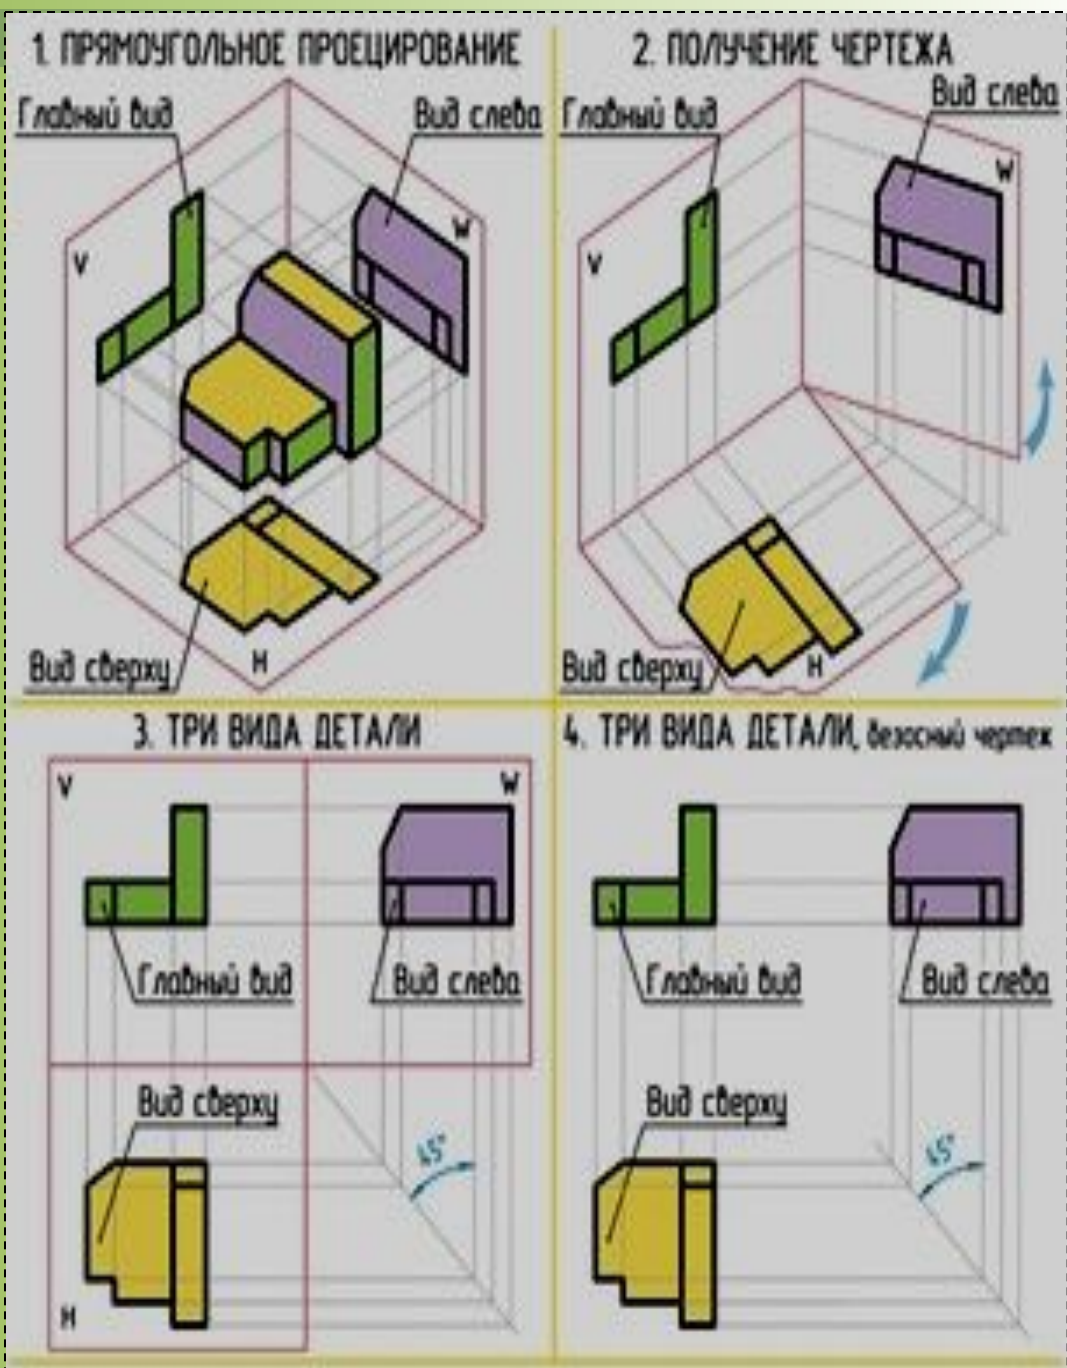 1. ПРЯМОУГОЛЬНОЕ ПРОЕЦИРОВАНИЕ
Главный вид
Вид слева
V
W
Вид сверху
H
2. ПОЛУЧЕНИЕ ЧЕРТЕЖА
Вид слева
Главный вид
W
V
Вид сверху
H
3. ТРИ ВИДА ДЕТАЛИ
V
W
Главный вид
Вид слева
Вид сверху
45°
H
4. ТРИ ВИДА ДЕТАЛИ, безосный чертеж
Главный вид
Вид слева
Вид сверху
45°